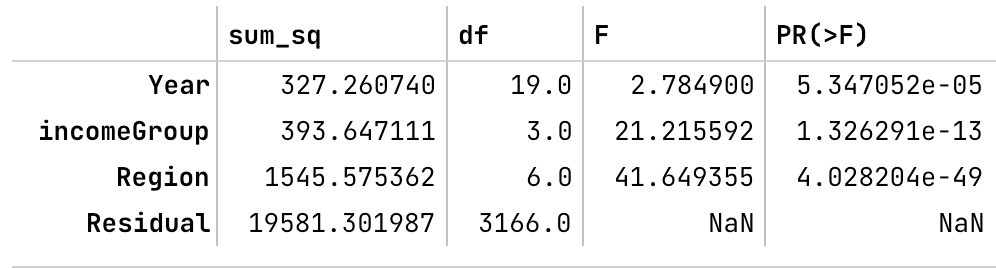 sum_sq df F PR(>F)
Year 327.260740 19.0 2.784900 5.347052e-05
incomeGroup 393.647111 3.0 21.215592 1.326291e-13
Region 1545.575362 6.0 41.649355 4.028204e-49
Residual 19581.301987 3166.0 NaN NaN